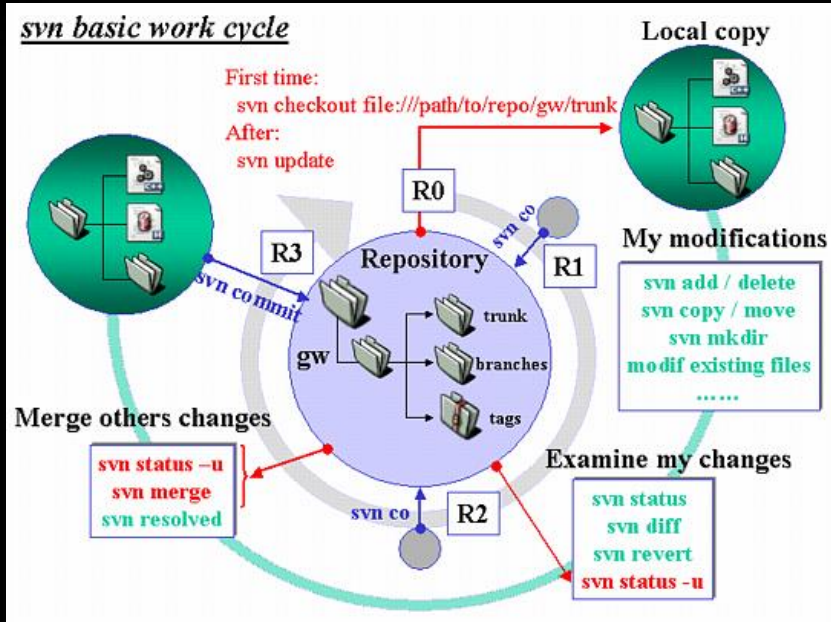 svn basic work cycle
Local copy
First time:
svn checkout file:///path/to/repo/gw/trunk
After:
svn update
R0
svn co
R1
R3
svn commit
Repository
gw
trunk
branches
tags
My modifications
svn add / delete
svn copy / move
svn mkdir
modif existing files
......
Merge others changes
svn status –u
svn merge
svn resolved
svn co
R2
Examine my changes
svn status
svn diff
svn revert
svn status -u